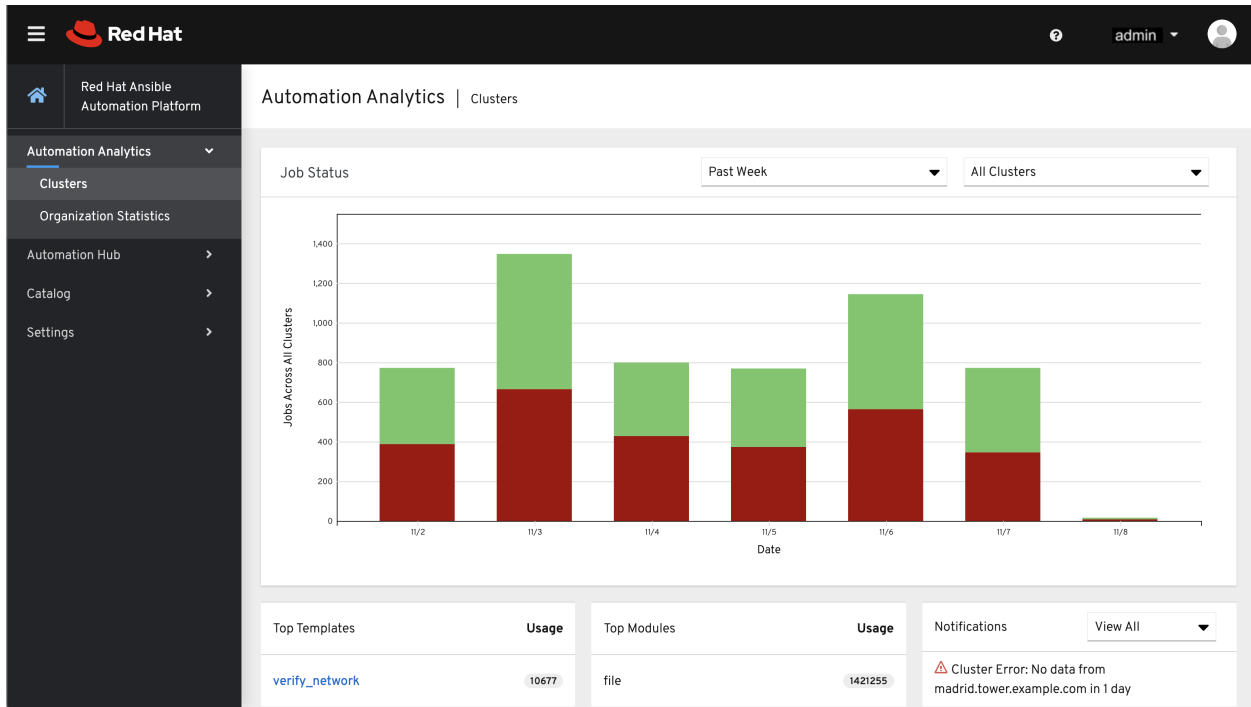 Red Hat
admin
Red Hat Ansible
Automation Platform
Automation Analytics
Clusters
Organization Statistics
Automation Hub
Catalog
Settings
Automation Analytics | Clusters
Job Status
Past Week
All Clusters
Jobs Across All Clusters
1,400
1,200
1,000
800
600
400
200
0
11/2 11/3 11/4 11/5 11/6 11/7 11/8
Date
Top Templates Usage
verify_network 10677
Top Modules Usage
file 1421255
Notifications
View All
Cluster Error: No data from
madrid.tower.example.com in 1 day